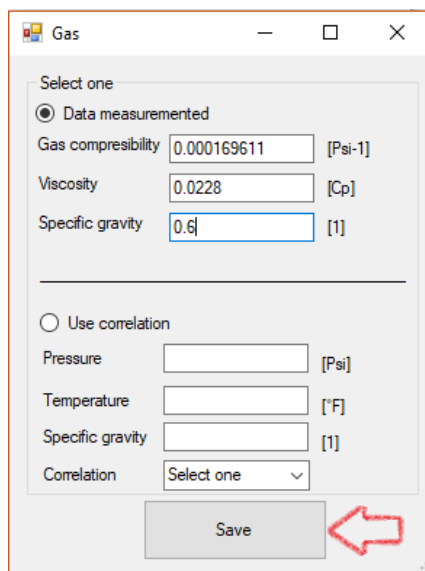 Gas
Select one
Data measuremented
Gas compresibility 0.000169611 [Psi-1]
Viscosity 0.0228 [Cp]
Specific gravity 0.6 [1]
Use correlation
Pressure [Psi]
Temperature [°F]
Specific gravity [1]
Correlation Select one
Save